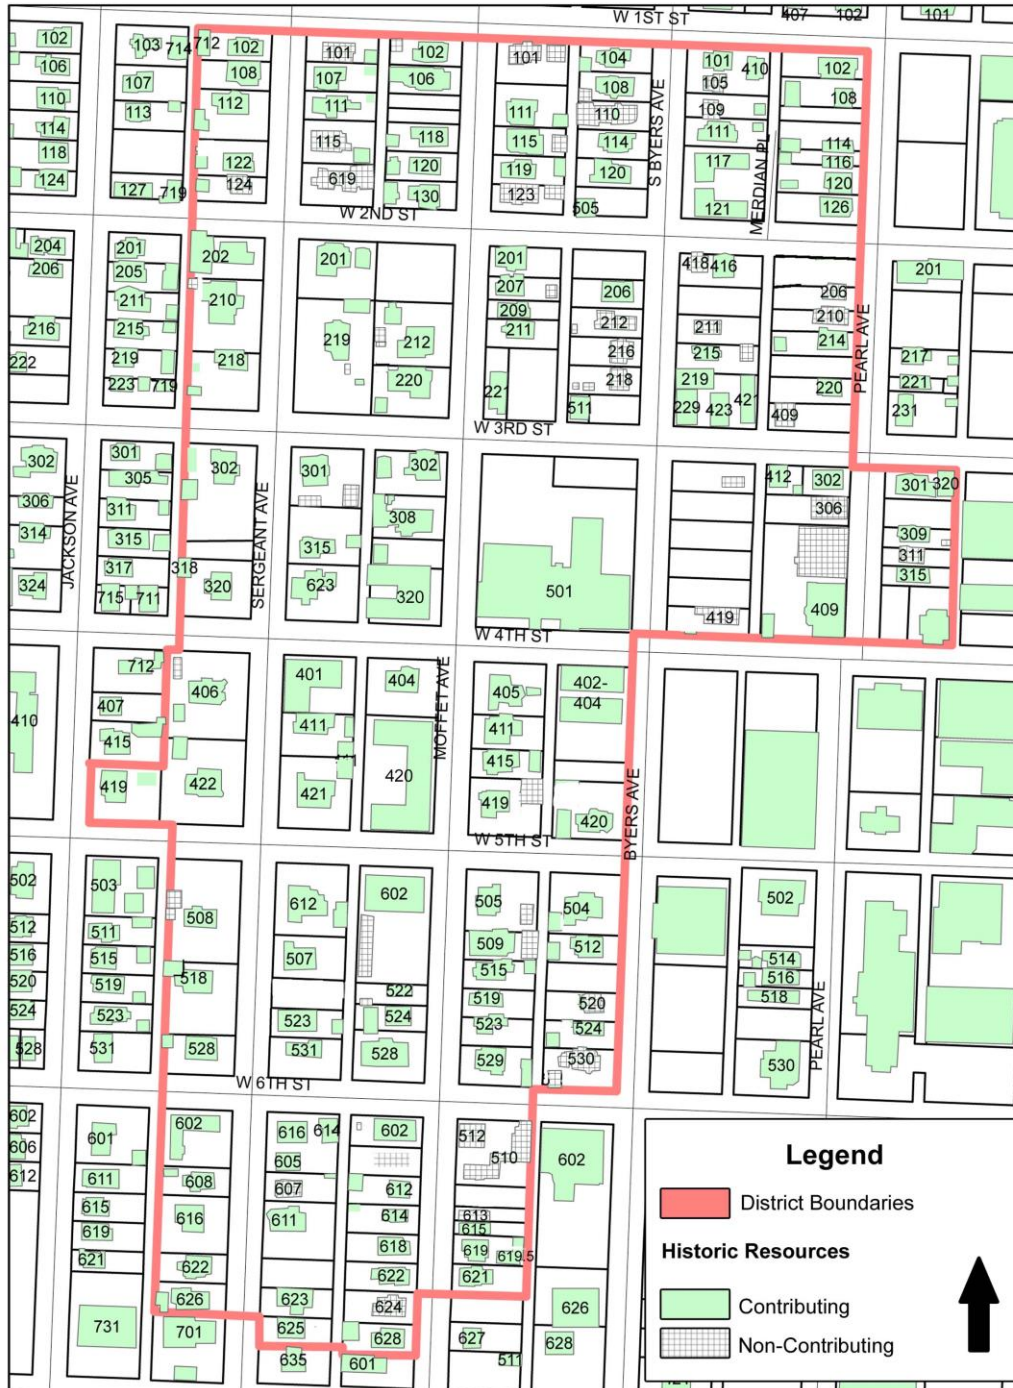 W 1ST ST
407 102 101
102 103 714 712 102 101 102 101 104 101 410 102
106 107 108 107 106 108 105 108
110 113 112 111 111 110 109
114 115 118 115 114 111 114
118 122 120 119 117 116
124 127 719 124 619 130 123 120 505 121 120 126
S BYERS AVE
MERDIAN PL
W 2ND ST
204 201 202 201 201 418 416 201
206 205 207 206 206
211 210 209 212 211 210
216 215 219 212 211 216 215 214 217
222 219 218 220 218 219 220 221
223 719 221 511 229 423 421 409 231
PEARL AVE
W 3RD ST
302 301 302 301 302 412 302 301 320
306 305 308 306
314 311 309
315 315 311
324 317 318 320 623 320 501 419 409 315
715 711
JACKSON AVE
SERGEANT AVE
W 4TH ST
712 406 401 404 405 402-
404
410 407 411 411
415 415
419 422 421 420 419 420
MOFFET AVE
BYERS AVE
W 5TH ST
502 503 508 612 602 505 504 502
512 511 507 509 512 514
516 515 518 515 516
520 519 522 519 520 518
524 523 523 524 523 524
528 531 528 531 528 529 530 530
PEARL AVE
W 6TH ST
602 601 602 616 614 602 512 510 602
606 605
612 611 608 607 612
615 616 611 614 613
619 618 615
621 622 622 619 619.5
626 623 624 621 626
731 701 625 628 627 628
635 601 511
Legend
District Boundaries
Historic Resources
Contributing
Non-Contributing